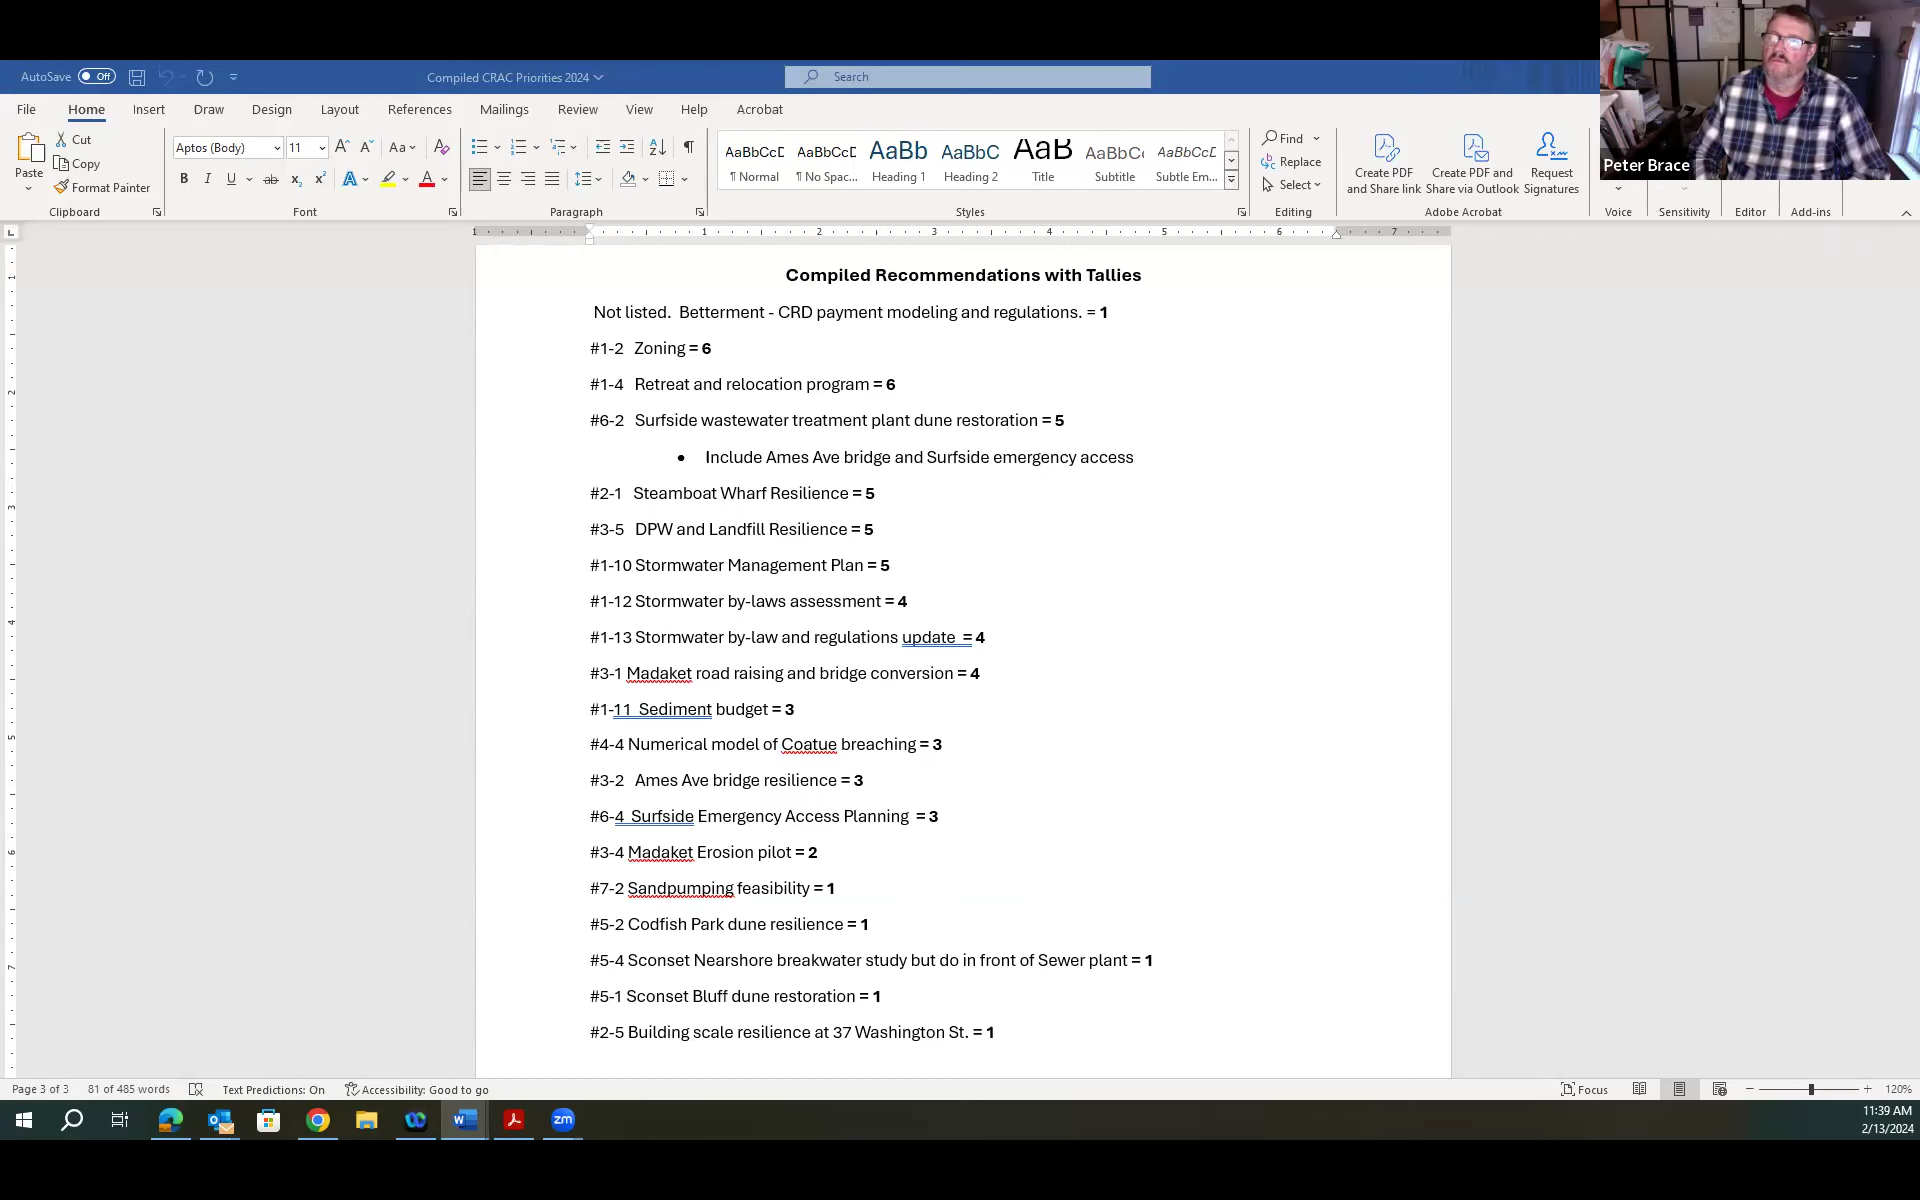 AutoSave Off Compiled CRAC Priorities 2024 Search
File Home Insert Draw Design Layout References Mailings Review View Help Acrobat
Paste Cut Copy Format Painter
Aptos (Body) 11
AaBbCcD AaBbCcD AaBb AaBbC AaB AaBbCc AaBbCcD
¶ Normal ¶ No Spac... Heading 1 Heading 2 Title Subtitle Subtle Em...
Find
Replace
Select
Create PDF and Share link Create PDF and Share via Outlook Request Signatures
Clipboard Font Paragraph Styles Editing Adobe Acrobat Voice Sensitivity Editor Add-ins
Peter Brace
1 1 2 3 4 5 6 7
Compiled Recommendations with Tallies
Not listed. Betterment - CRD payment modeling and regulations. = 1
#1-2 Zoning = 6
#1-4 Retreat and relocation program = 6
#6-2 Surfside wastewater treatment plant dune restoration = 5
• Include Ames Ave bridge and Surfside emergency access
#2-1 Steamboat Wharf Resilience = 5
#3-5 DPW and Landfill Resilience = 5
#1-10 Stormwater Management Plan = 5
#1-12 Stormwater by-laws assessment = 4
#1-13 Stormwater by-law and regulations update = 4
#3-1 Madaket road raising and bridge conversion = 4
#1-11 Sediment budget = 3
#4-4 Numerical model of Coatue breaching = 3
#3-2 Ames Ave bridge resilience = 3
#6-4 Surfside Emergency Access Planning = 3
#3-4 Madaket Erosion pilot = 2
#7-2 Sandpumping feasibility = 1
#5-2 Codfish Park dune resilience = 1
#5-4 Sconset Nearshore breakwater study but do in front of Sewer plant = 1
#5-1 Sconset Bluff dune restoration = 1
#2-5 Building scale resilience at 37 Washington St. = 1
Page 3 of 3 81 of 485 words Text Predictions: On Accessibility: Good to go Focus 120%
zm
11:39 AM
2/13/2024